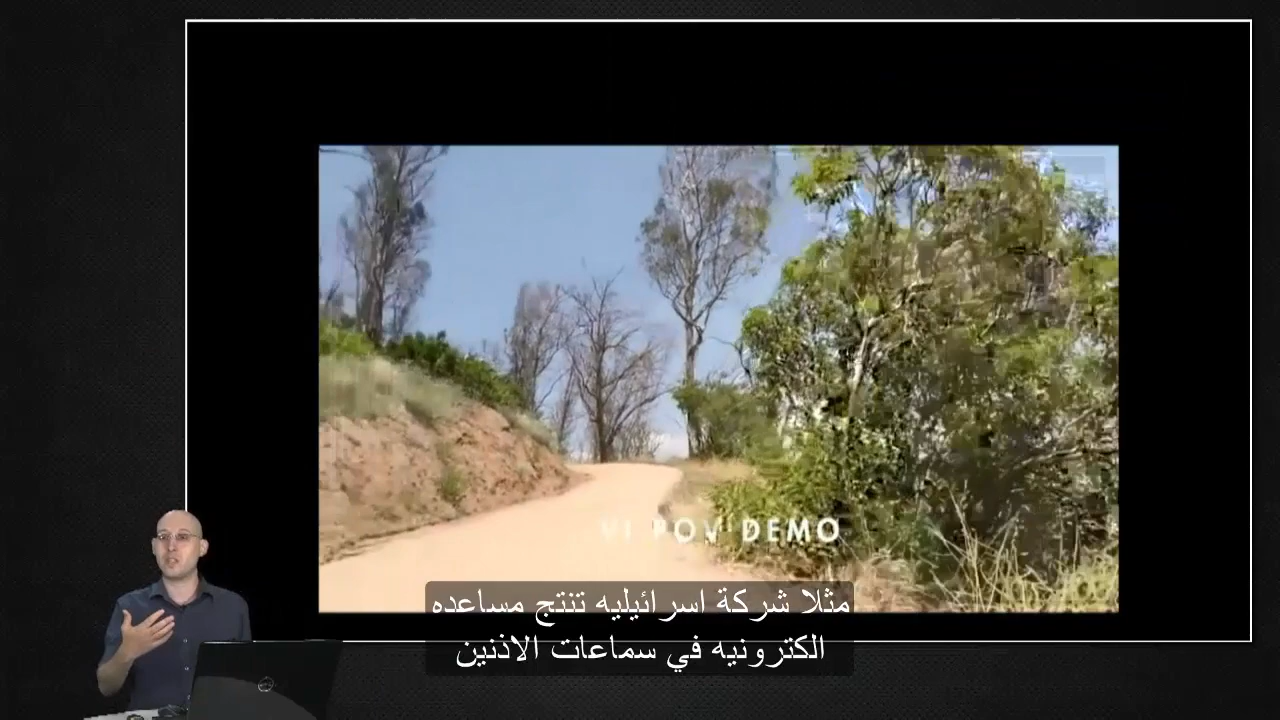 VI POV DEMO
مثلا شركة اسرائيليه تنتج مساعده
الكترونيه في سماعات الاذنين